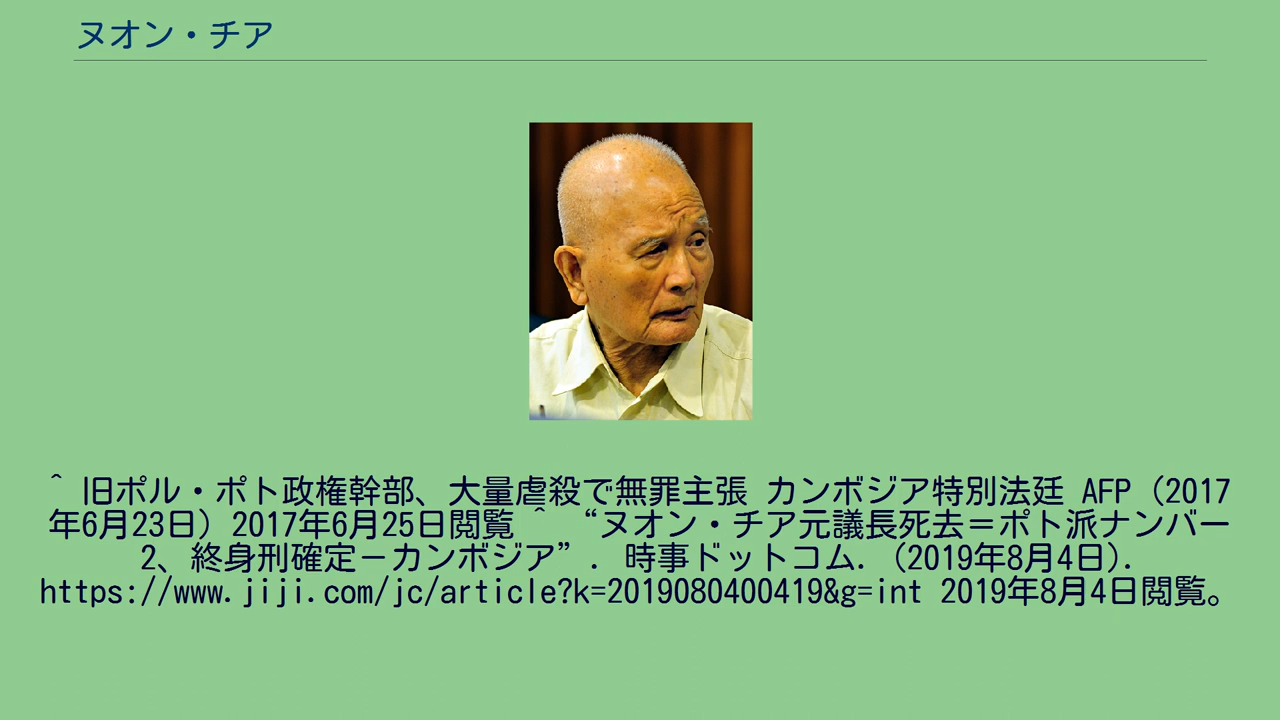 ヌオン・チア
^ 旧ポル・ポト政権幹部、大量虐殺で無罪主張 カンボジア特別法廷 AFP（2017
年6月23日）2017年6月25日閲覧 ^ “ヌオン・チア元議長死去＝ポト派ナンバー
2、終身刑確定－カンボジア”. 時事ドットコム. （2019年8月4日).
https://www.jiji.com/jc/article?k=2019080400419&g=int 2019年8月4日閲覧。